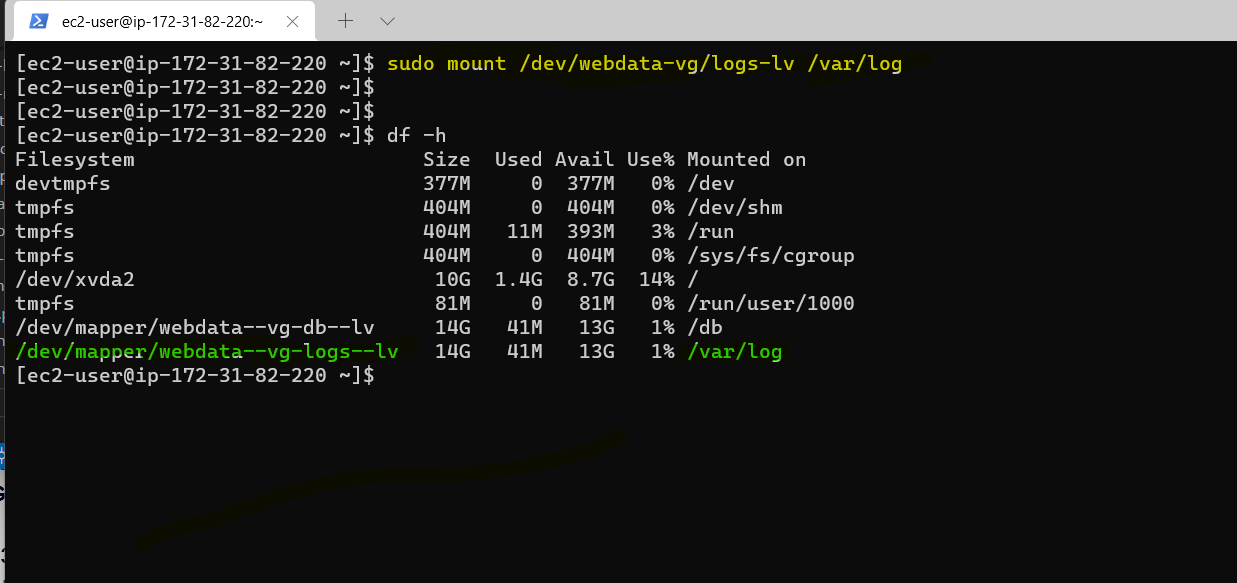 ec2-user@ip-172-31-82-220:~
[ec2-user@ip-172-31-82-220 ~]$ sudo mount /dev/webdata-vg/logs-lv /var/log
[ec2-user@ip-172-31-82-220 ~]$
[ec2-user@ip-172-31-82-220 ~]$
[ec2-user@ip-172-31-82-220 ~]$ df -h
Filesystem Size Used Avail Use% Mounted on
devtmpfs 377M 0 377M 0% /dev
tmpfs 404M 0 404M 0% /dev/shm
tmpfs 404M 11M 393M 3% /run
tmpfs 404M 0 404M 0% /sys/fs/cgroup
/dev/xvda2 10G 1.4G 8.7G 14% /
tmpfs 81M 0 81M 0% /run/user/1000
/dev/mapper/webdata--vg-db--lv 14G 41M 13G 1% /db
/dev/mapper/webdata--vg-logs--lv 14G 41M 13G 1% /var/log
[ec2-user@ip-172-31-82-220 ~]$